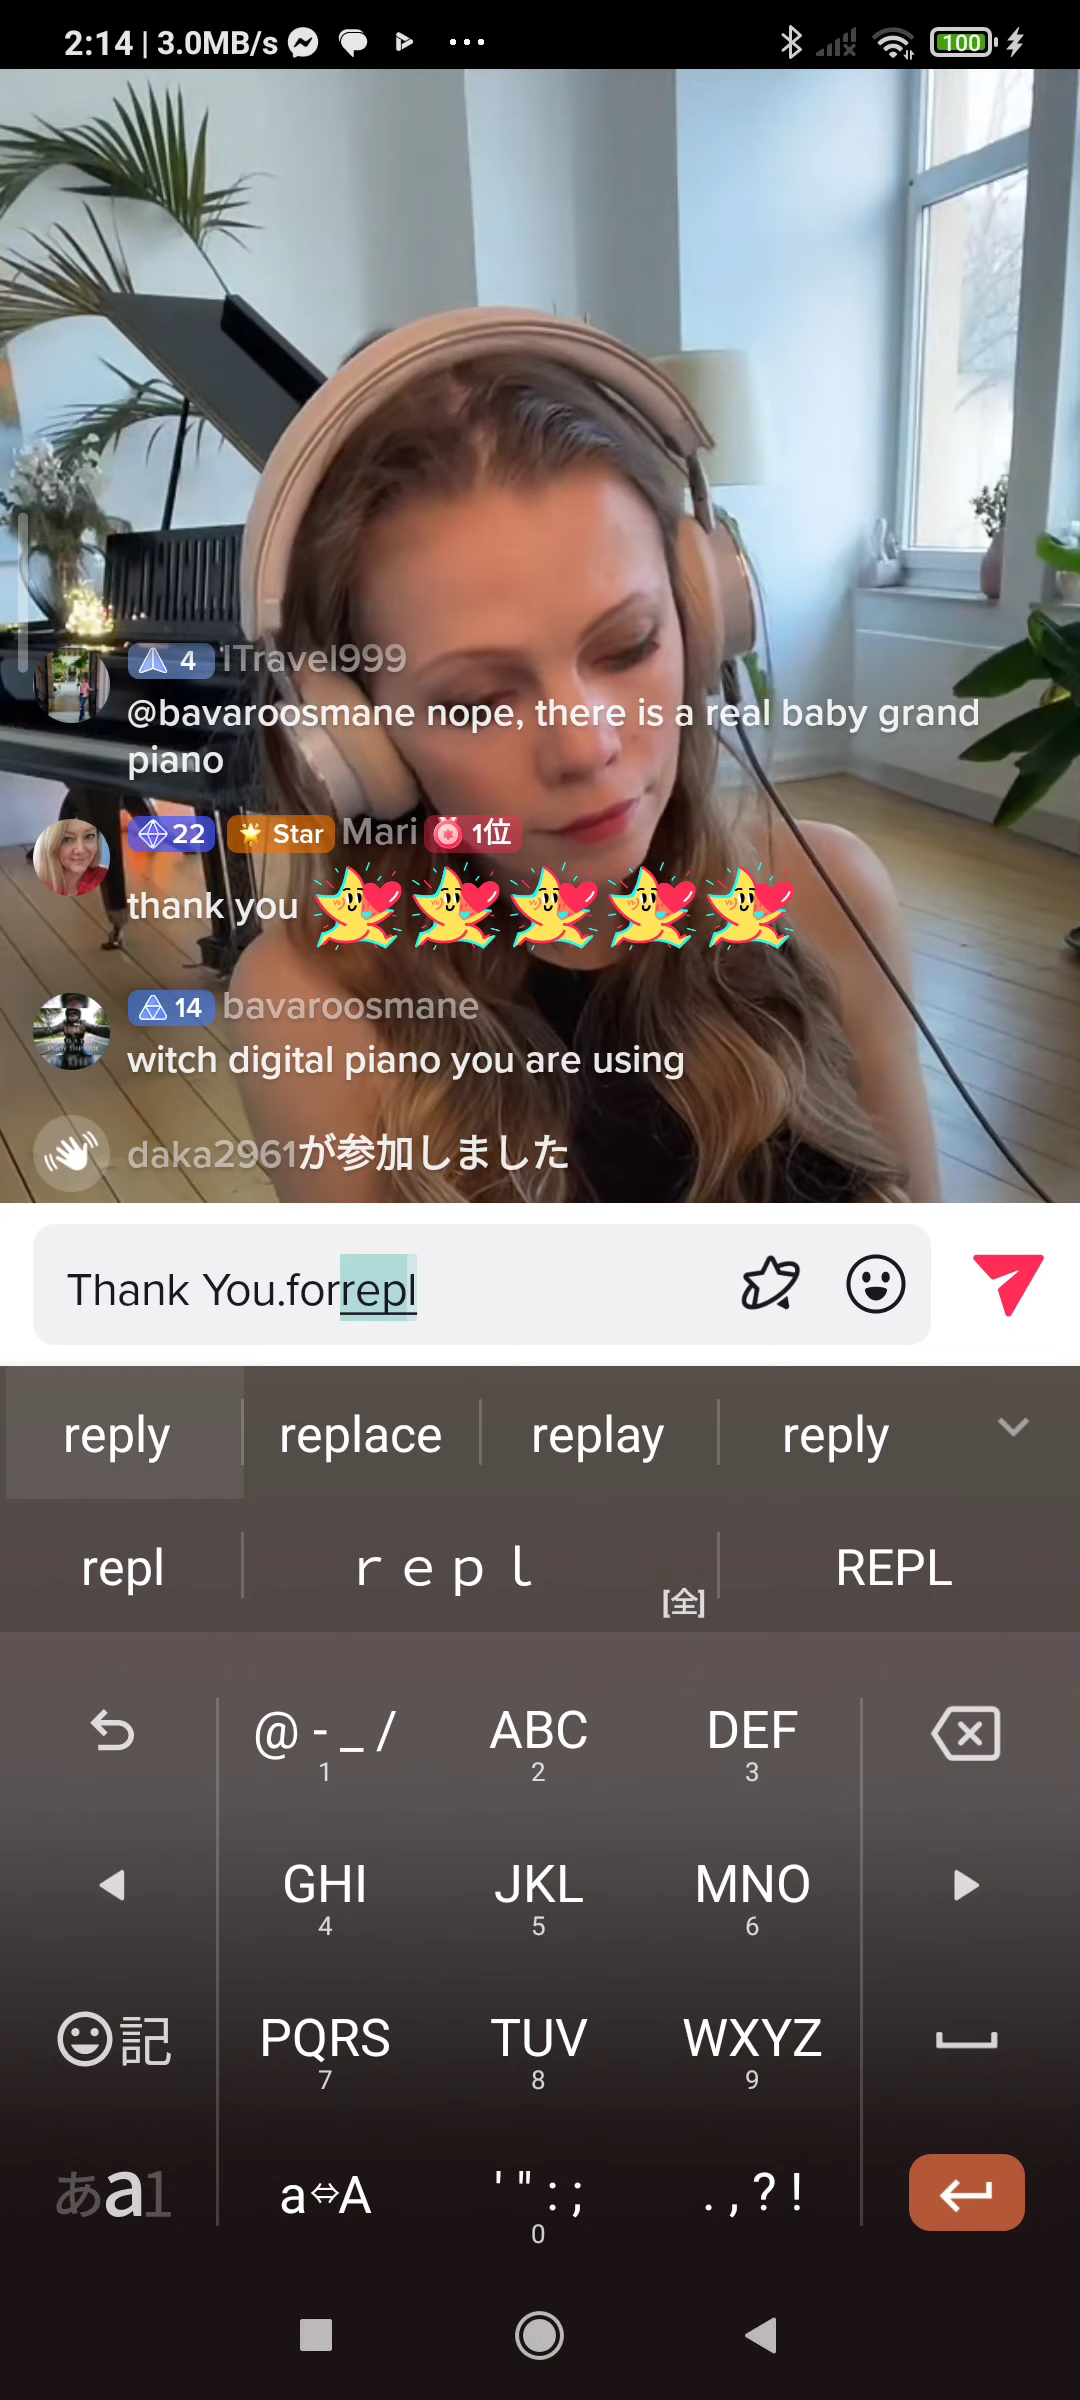 2:14 | 3.0MB/s
100
4 ITravel999
@bavaroosmane nope, there is a real baby grand
piano
22 Star Mari 1位
thank you
14 bavaroosmane
witch digital piano you are using
daka2961が参加しました
Thank You.forrepl
reply replace replay reply
repl ｒｅｐｌ [全] REPL
@-_/ ABC DEF
1 2 3
GHI JKL MNO
4 5 6
記 PQRS TUV WXYZ
7 8 9
あa1 a⇔A '":; .,?!
0